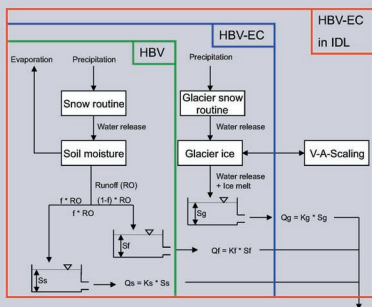 HBV-EC
in IDL
HBV-EC
HBV
Evaporation
Precipitation
Precipitation
Snow routine
Glacier snow
routine
Water release
Water release
Soil moisture
Glacier ice
V-A-Scaling
Runoff (RO)
Water release
+ Ice melt
f * RO
(1-f) * RO
f * RO
Sg
Qg = Kg * Sg
Sf
Qf = Kf * Sf
Ss
Qs = Ks * Ss